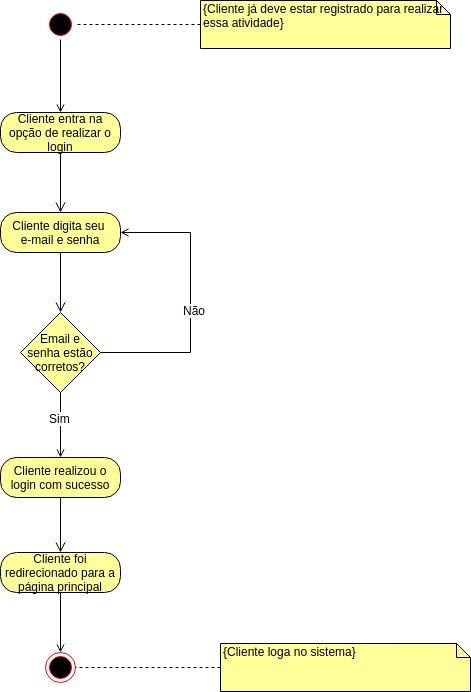 {Cliente já deve estar registrado para realizar
essa atividade}
Cliente entra na
opção de realizar o
login
Cliente digita seu
e-mail e senha
Não
Email e
senha estão
corretos?
Sim
Cliente realizou o
login com sucesso
Cliente foi
redirecionado para a
página principal
{Cliente loga no sistema}